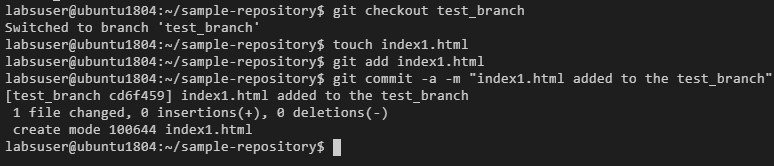 labsuser@ubuntu1804:~/sample-repository$ git checkout test_branch
Switched to branch 'test_branch'
labsuser@ubuntu1804:~/sample-repository$ touch index1.html
labsuser@ubuntu1804:~/sample-repository$ git add index1.html
labsuser@ubuntu1804:~/sample-repository$ git commit -a -m "index1.html added to the test_branch"
[test_branch cd6f459] index1.html added to the test_branch
 1 file changed, 0 insertions(+), 0 deletions(-)
 create mode 100644 index1.html
labsuser@ubuntu1804:~/sample-repository$